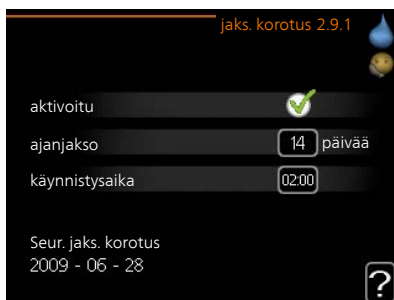 jaks. korotus 2.9.1
aktivoitu
ajanjakso 14 päivää
käynnistysaika 02:00
Seur. jaks. korotus
2009 - 06 - 28
?